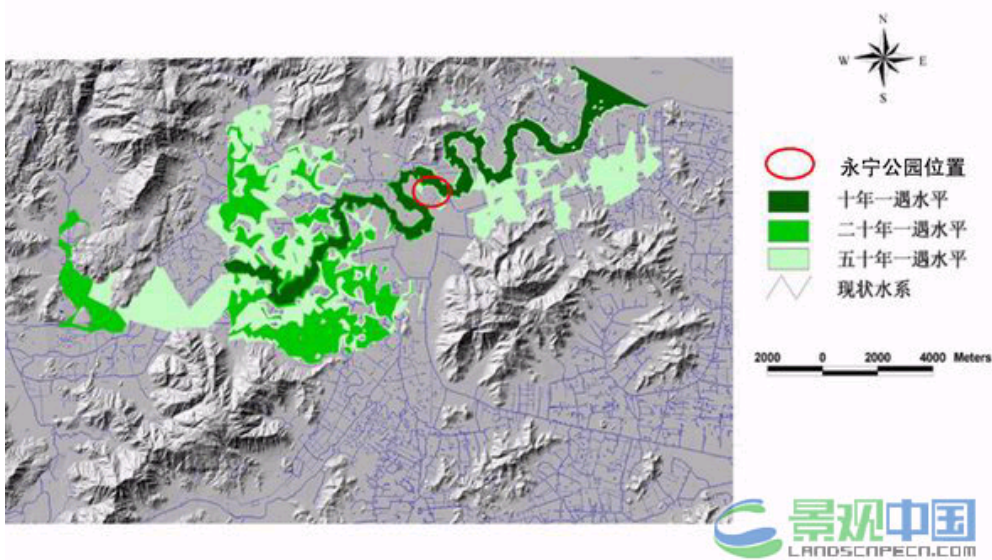 N
W E
S
永宁公园位置
十年一遇水平
二十年一遇水平
五十年一遇水平
现状水系
2000 0 2000 4000 Meters
景观中国
LANDSCAPECN.COM